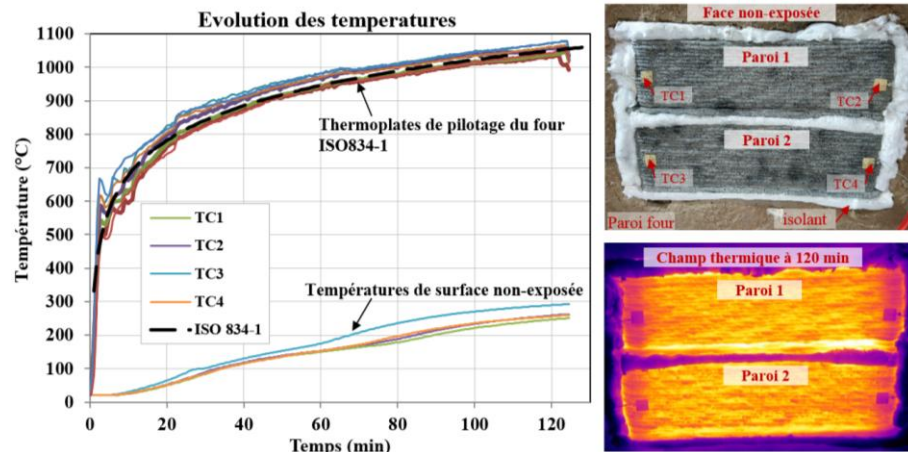 Evolution des temperatures
Température (°C)
1100
1000
900
800
700
600
500
400
300
200
100
0
Thermoplates de pilotage du four
ISO834-1
TC1
TC2
TC3
TC4
ISO 834-1
Températures de surface non-exposée
0
20
40
60
80
100
120
Temps (min)
Face non-exposée
Paroi 1
TC1
TC2
Paroi 2
TC3
TC4
Paroi four
isolant
Champ thermique à 120 min
Paroi 1
Paroi 2